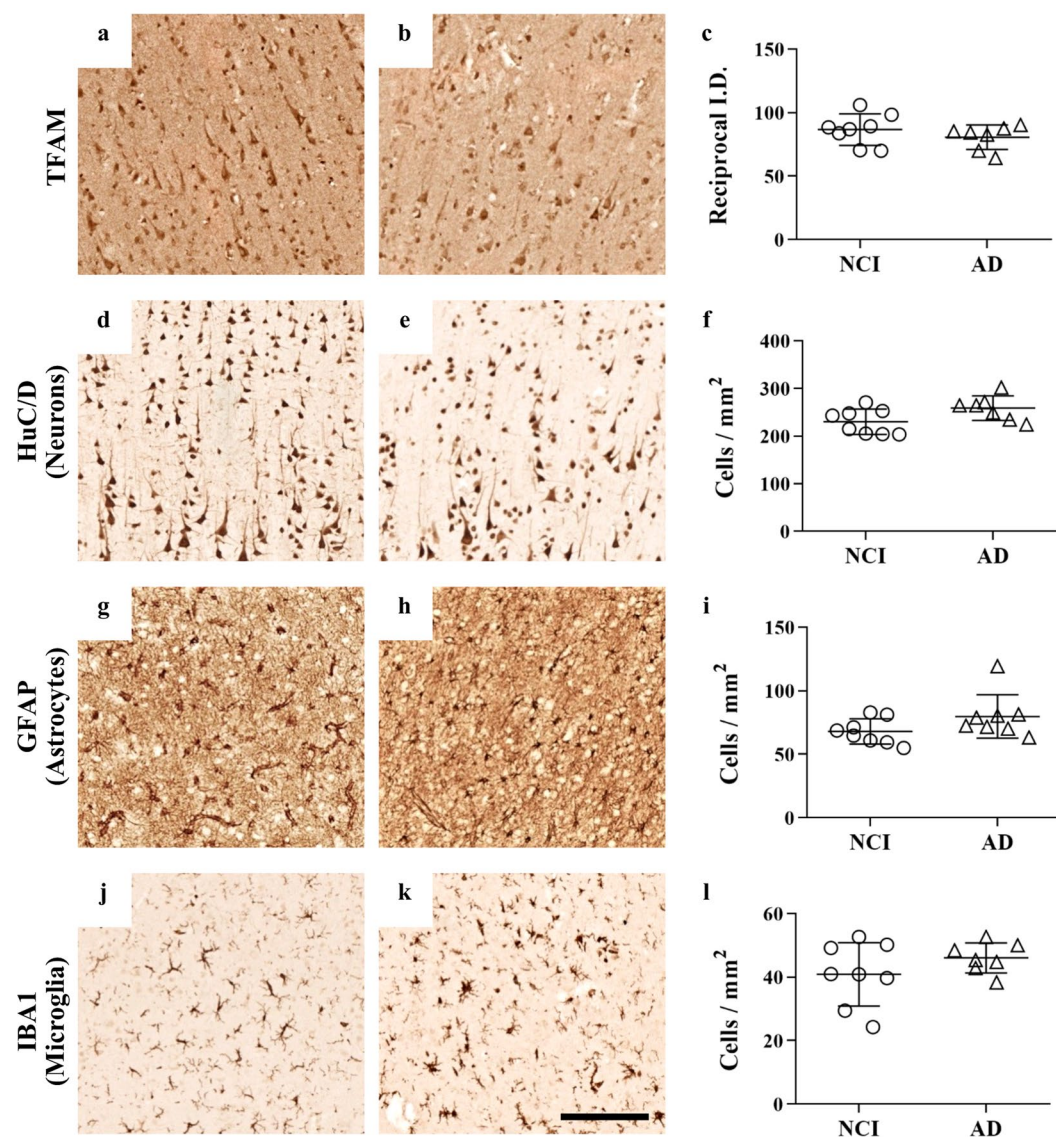 a
b
c
TFAM
Reciprocal I.D.
150
100
50
0
NCI
AD
d
e
f
HuC/D
(Neurons)
Cells / mm²
400
300
200
100
0
NCI
AD
g
h
i
GFAP
(Astrocytes)
Cells / mm²
150
100
50
0
NCI
AD
j
k
l
IBA1
(Microglia)
Cells / mm²
60
40
20
0
NCI
AD